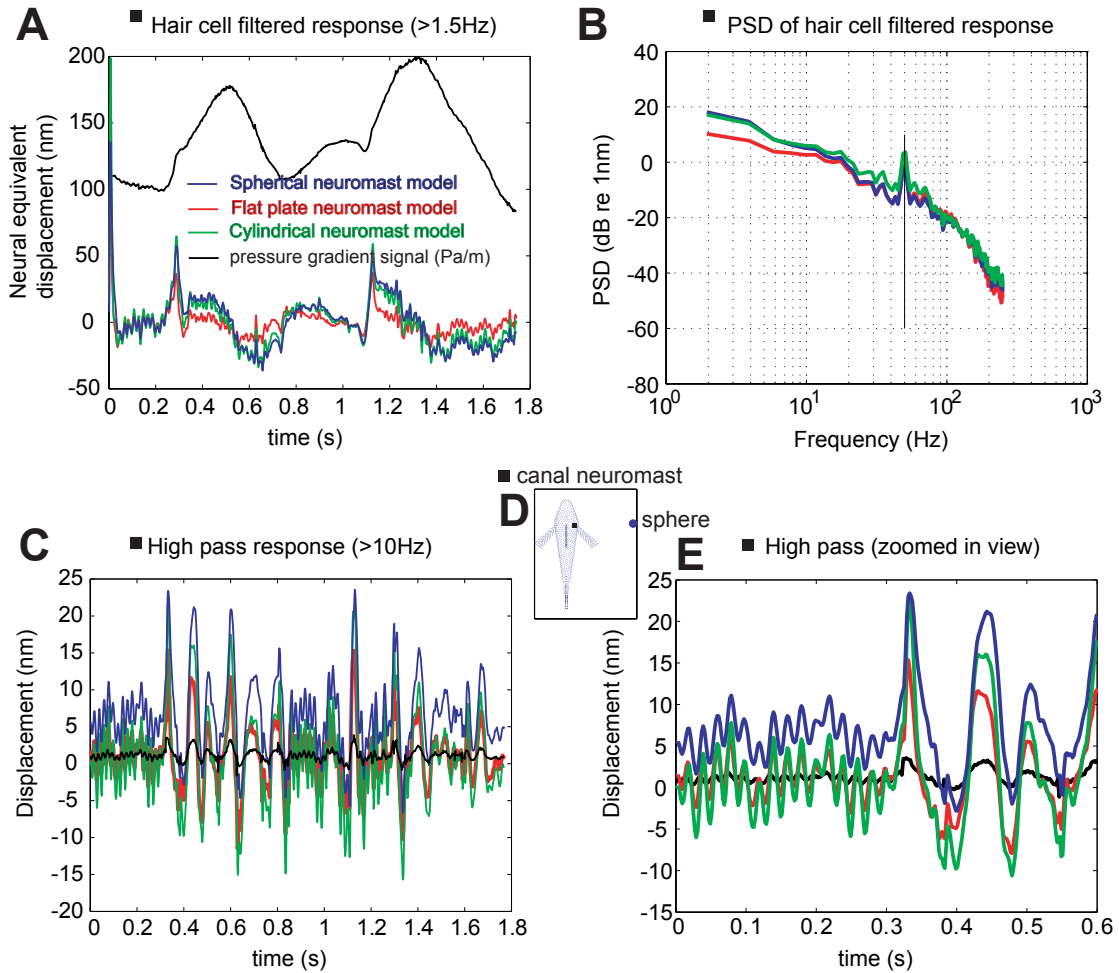 A ■ Hair cell filtered response (>1.5Hz)
200
150
100
50
0
-50
Neural equivalent
displacement (nm)
Spherical neuromast model
Flat plate neuromast model
Cylindrical neuromast model
pressure gradient signal (Pa/m)
0 0.2 0.4 0.6 0.8 1 1.2 1.4 1.6 1.8
time (s)
B ■ PSD of hair cell filtered response
40
20
0
-20
-40
-60
-80
PSD (dB re 1nm)
10^0 10^1 10^2 10^3
Frequency (Hz)
■ canal neuromast
D
sphere
C ■ High pass response (>10Hz)
25
20
15
10
5
0
-5
-10
-15
-20
Displacement (nm)
0 0.2 0.4 0.6 0.8 1 1.2 1.4 1.6 1.8
time (s)
E ■ High pass (zoomed in view)
25
20
15
10
5
0
-5
-10
-15
Displacement (nm)
0 0.1 0.2 0.3 0.4 0.5 0.6
time (s)